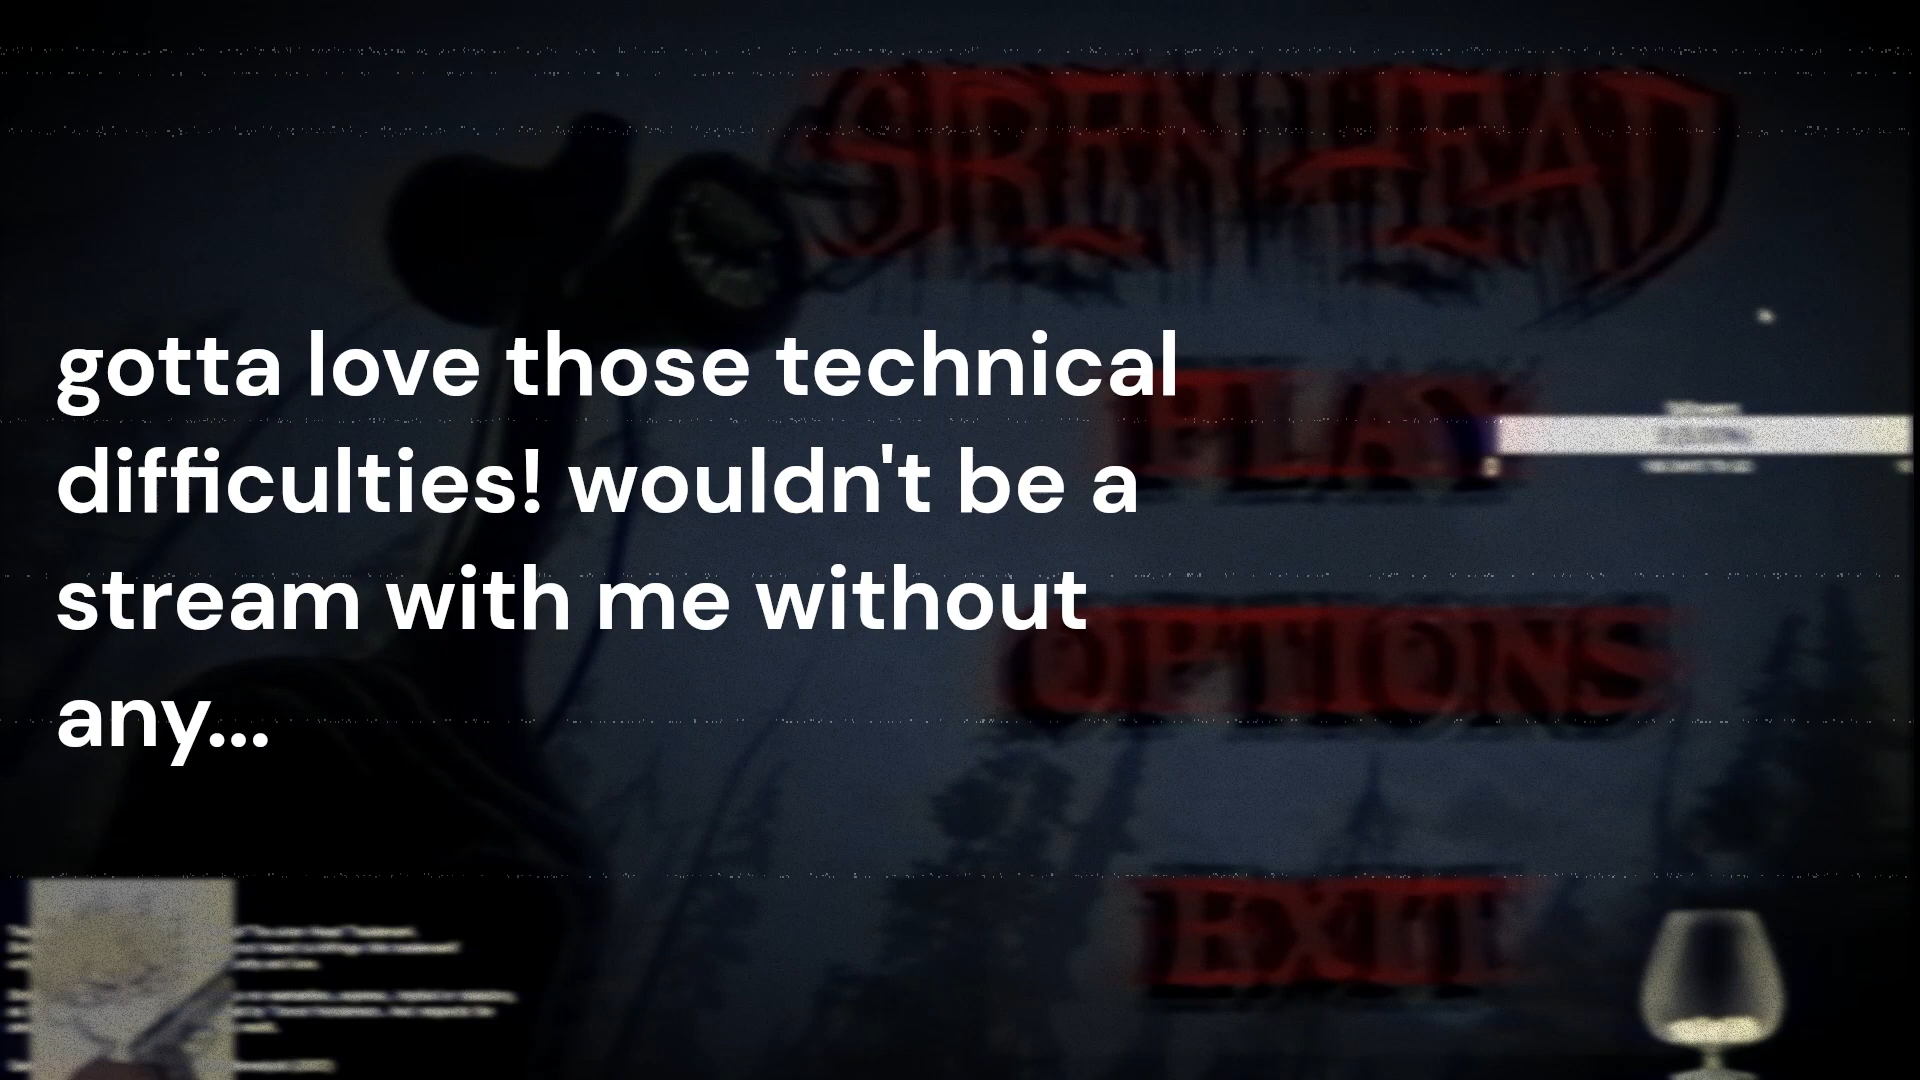 SIREN HEAD
gotta love those technical
difficulties! wouldn't be a
stream with me without
any...
PLAY
OPTIONS
EXIT